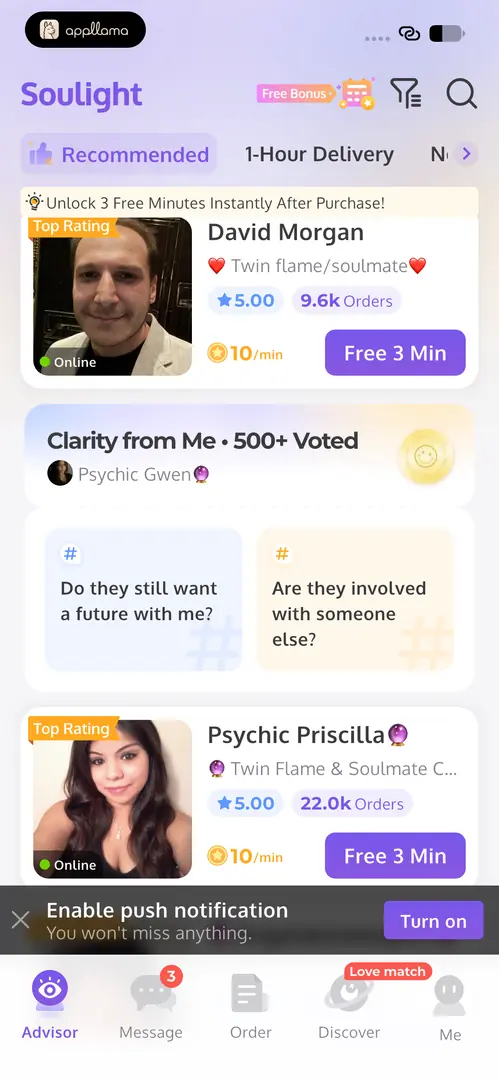 appllama
Soulight
Free Bonus
Recommended
1-Hour Delivery
Unlock 3 Free Minutes Instantly After Purchase!
Top Rating
David Morgan
❤️ Twin flame/soulmate❤️
5.00
9.6k Orders
10/min
Free 3 Min
Online
Clarity from Me • 500+ Voted
Psychic Gwen🔮
#
Do they still want
a future with me?
#
Are they involved
with someone
else?
Top Rating
Psychic Priscilla🔮
🔮 Twin Flame & Soulmate C...
5.00
22.0k Orders
10/min
Free 3 Min
Online
Enable push notification
You won't miss anything.
Turn on
3
Love match
Advisor
Message
Order
Discover
Me